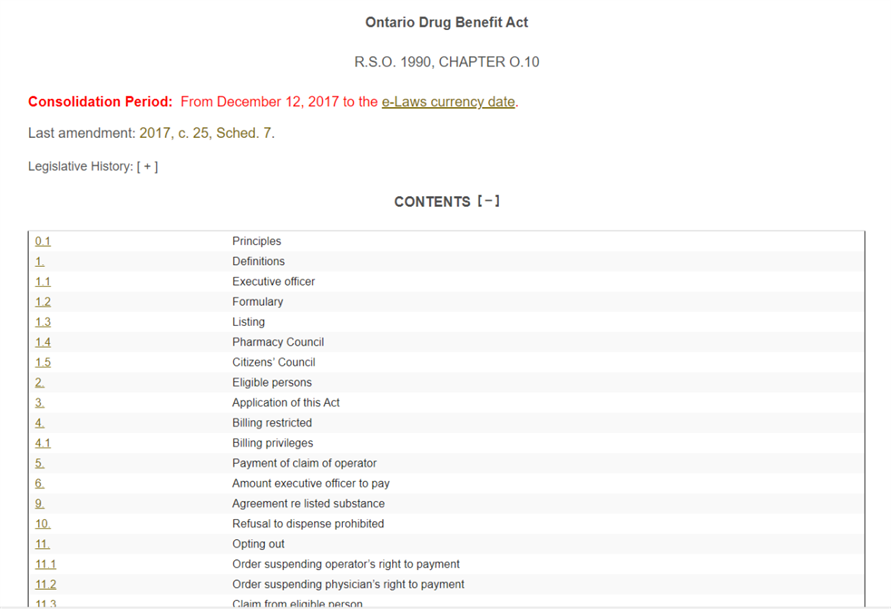 Ontario Drug Benefit Act
R.S.O. 1990, CHAPTER O.10
Consolidation Period: From December 12, 2017 to the e-Laws currency date.
Last amendment: 2017, c. 25, Sched. 7.
Legislative History: [ + ]
CONTENTS [ − ]
0.1 Principles
1. Definitions
1.1 Executive officer
1.2 Formulary
1.3 Listing
1.4 Pharmacy Council
1.5 Citizens’ Council
2. Eligible persons
3. Application of this Act
4. Billing restricted
4.1 Billing privileges
5. Payment of claim of operator
6. Amount executive officer to pay
9. Agreement re listed substance
10. Refusal to dispense prohibited
11. Opting out
11.1 Order suspending operator’s right to payment
11.2 Order suspending physician’s right to payment
11.3 Claim from eligible person